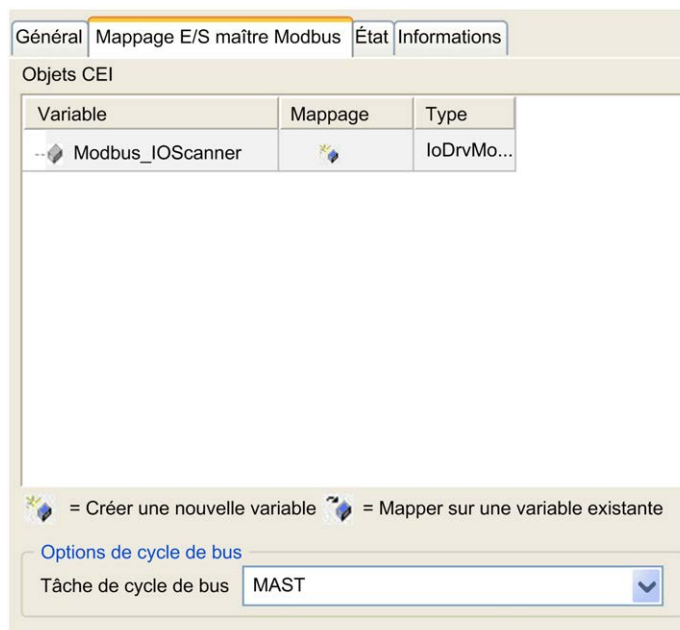 Général Mappage E/S maître Modbus État Informations
Objets CEI
Variable Mappage Type
Modbus_IOScanner IoDrvMo...
= Créer une nouvelle variable = Mapper sur une variable existante
Options de cycle de bus
Tâche de cycle de bus MAST